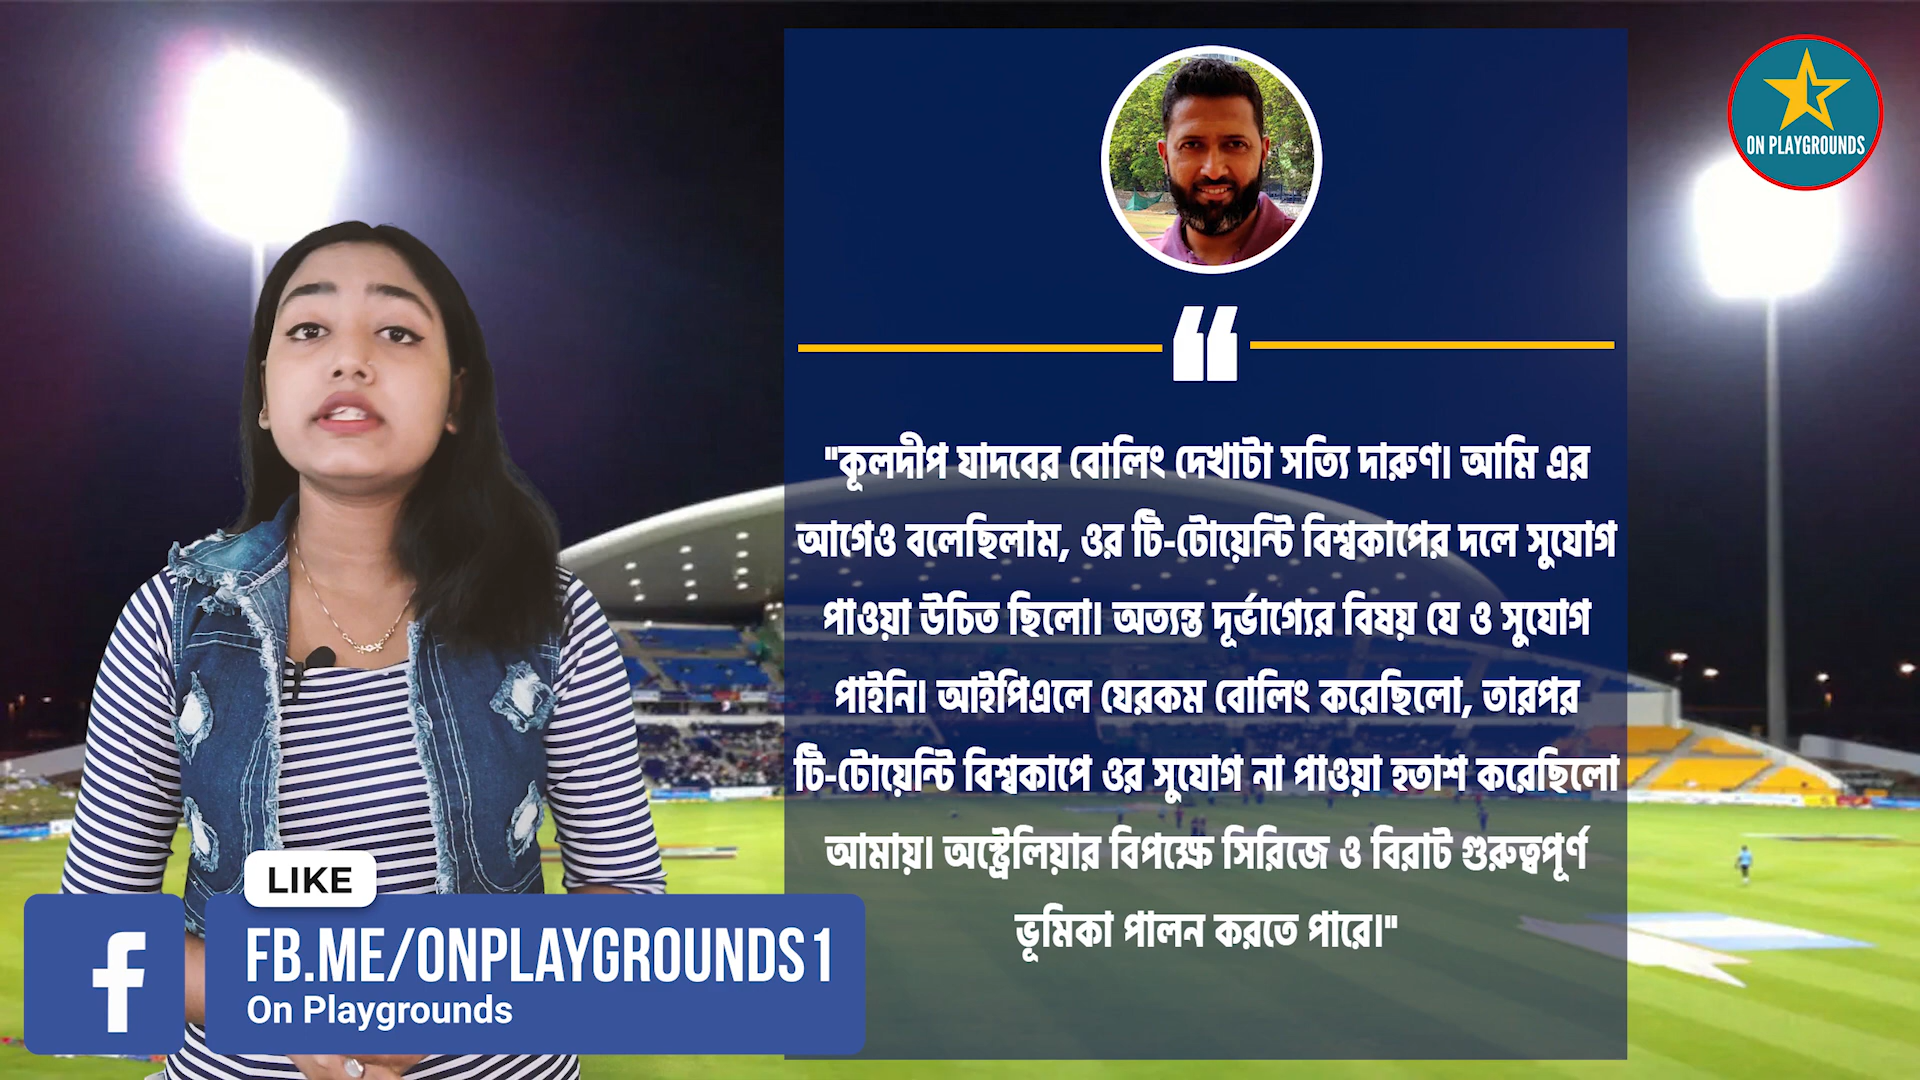 ON PLAYGROUNDS
"কূলদীপ যাদবের বোলিং দেখাটা সত্যি দারুণ। আমি এর
আগেও বলেছিলাম, ওর টি-টোয়েন্টি বিশ্বকাপের দলে সুযোগ
পাওয়া উচিত ছিলো। অত্যন্ত দূর্ভাগ্যের বিষয় যে ও সুযোগ
পাইনি। আইপিএলে যেরকম বোলিং করেছিলো, তারপর
টি-টোয়েন্টি বিশ্বকাপে ওর সুযোগ না পাওয়া হতাশ করেছিলো
আমায়। অস্ট্রেলিয়ার বিপক্ষে সিরিজে ও বিরাট গুরুত্বপূর্ণ
ভূমিকা পালন করতে পারে।"
LIKE
FB.ME/ONPLAYGROUNDS1
On Playgrounds